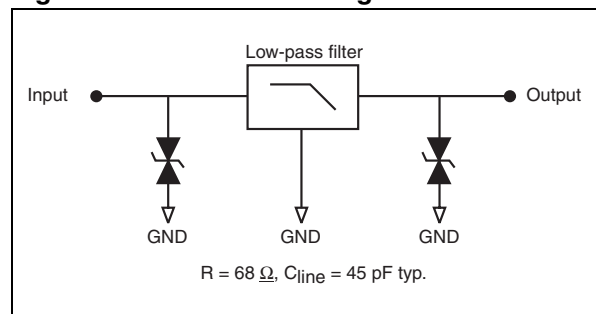 Low-pass filter
Input
Output
GND
GND
GND
R = 68 Ω, Cline = 45 pF typ.